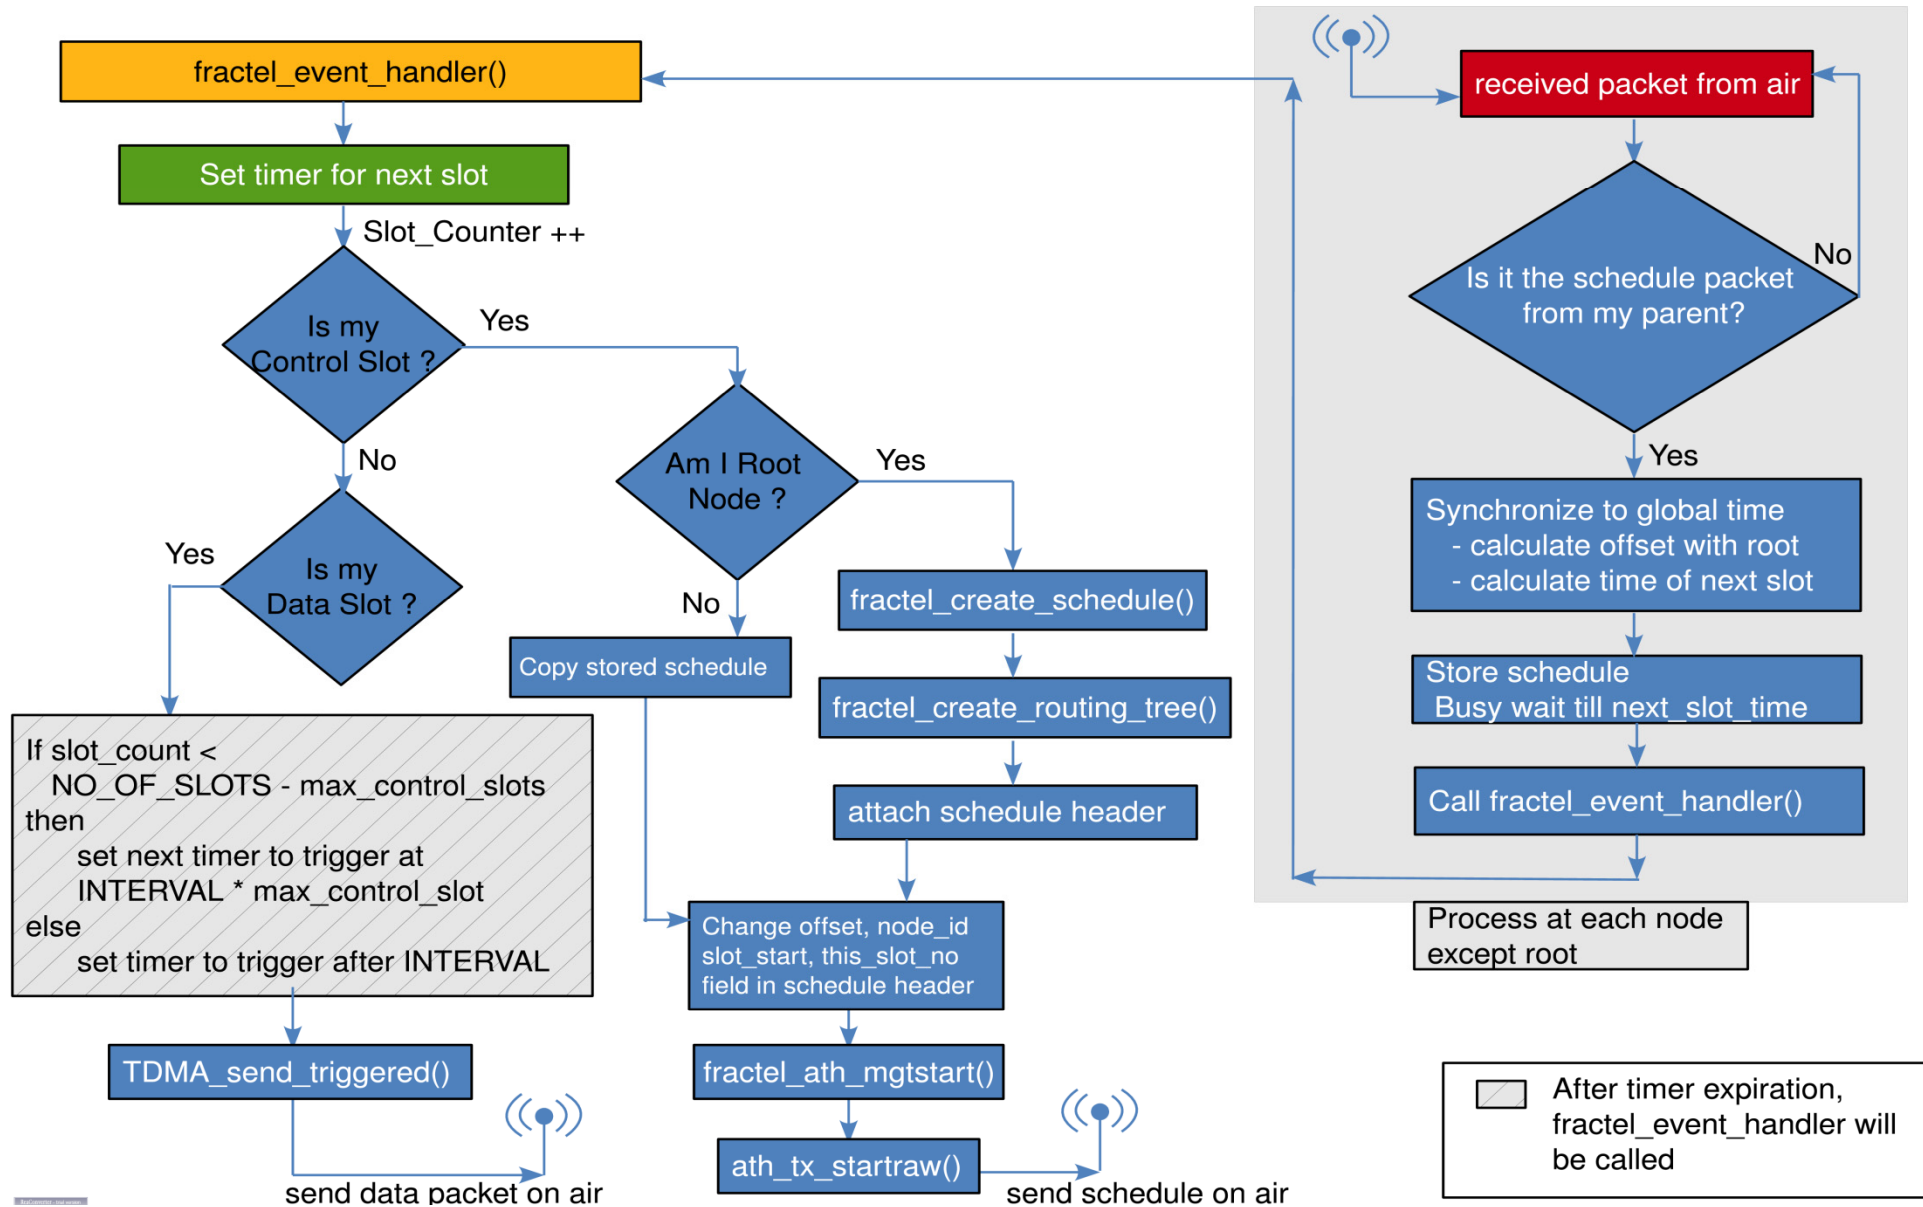 fractel_event_handler()
Set timer for next slot
Slot_Counter ++
Is my
Control Slot ?
Yes
No
Is my
Data Slot ?
Yes
If slot_count <
NO_OF_SLOTS - max_control_slots
then
set next timer to trigger at
INTERVAL * max_control_slot
else
set timer to trigger after INTERVAL
TDMA_send_triggered()
send data packet on air
Am I Root
Node ?
Yes
No
Copy stored schedule
fractel_create_schedule()
fractel_create_routing_tree()
attach schedule header
Change offset, node_id
slot_start, this_slot_no
field in schedule header
fractel_ath_mgtstart()
ath_tx_startraw()
send schedule on air
received packet from air
Is it the schedule packet
from my parent?
No
Yes
Synchronize to global time
- calculate offset with root
- calculate time of next slot
Store schedule
Busy wait till next_slot_time
Call fractel_event_handler()
Process at each node
except root
After timer expiration,
fractel_event_handler will
be called